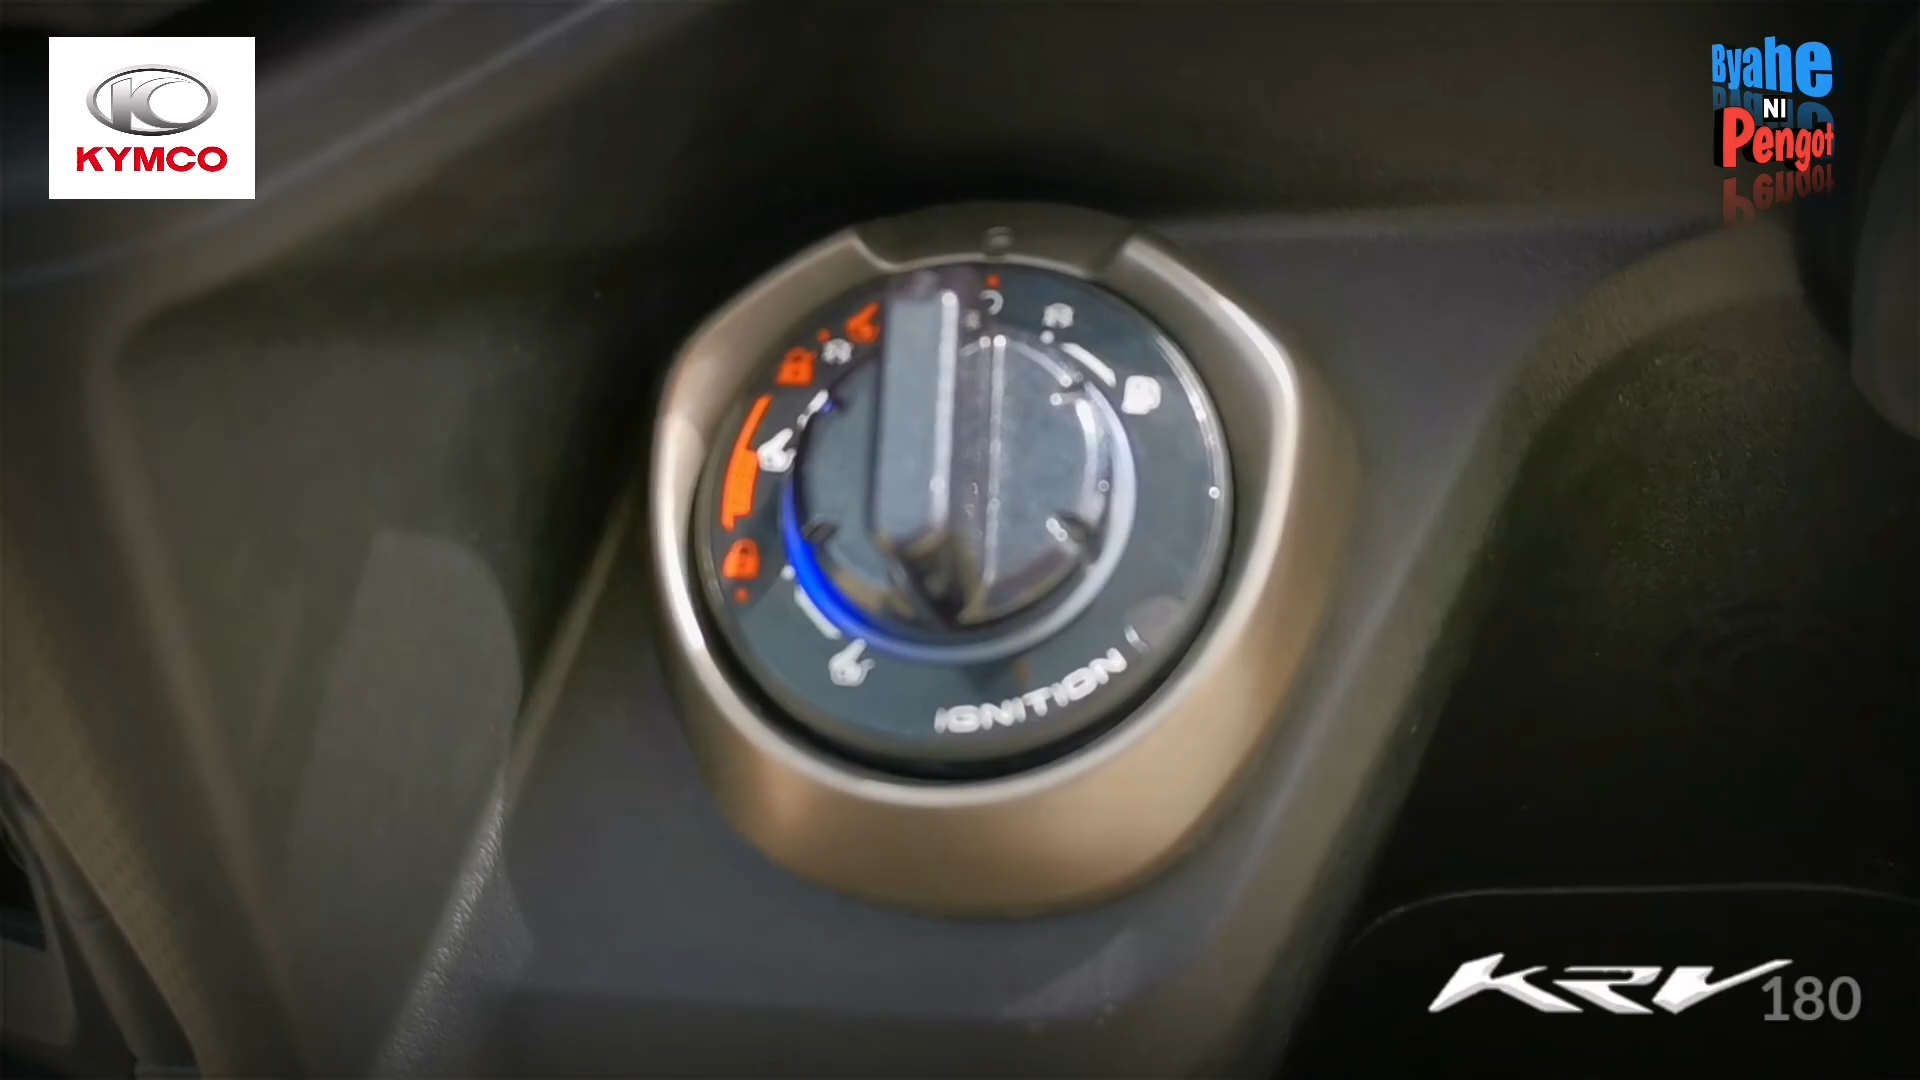 KYMCO
Byahe
NI
Pengot
IGNITION
KRV 180